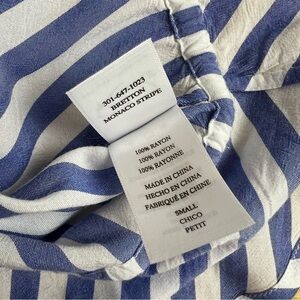 301-647-1023
BRETTON
MONACO STRIPE
100% RAYON
100% RAYON
100% RAYONNE
MADE IN CHINA
HECHO EN CHINA
FABRIQUÉ EN CHINE
SMALL
CHICO
PETIT